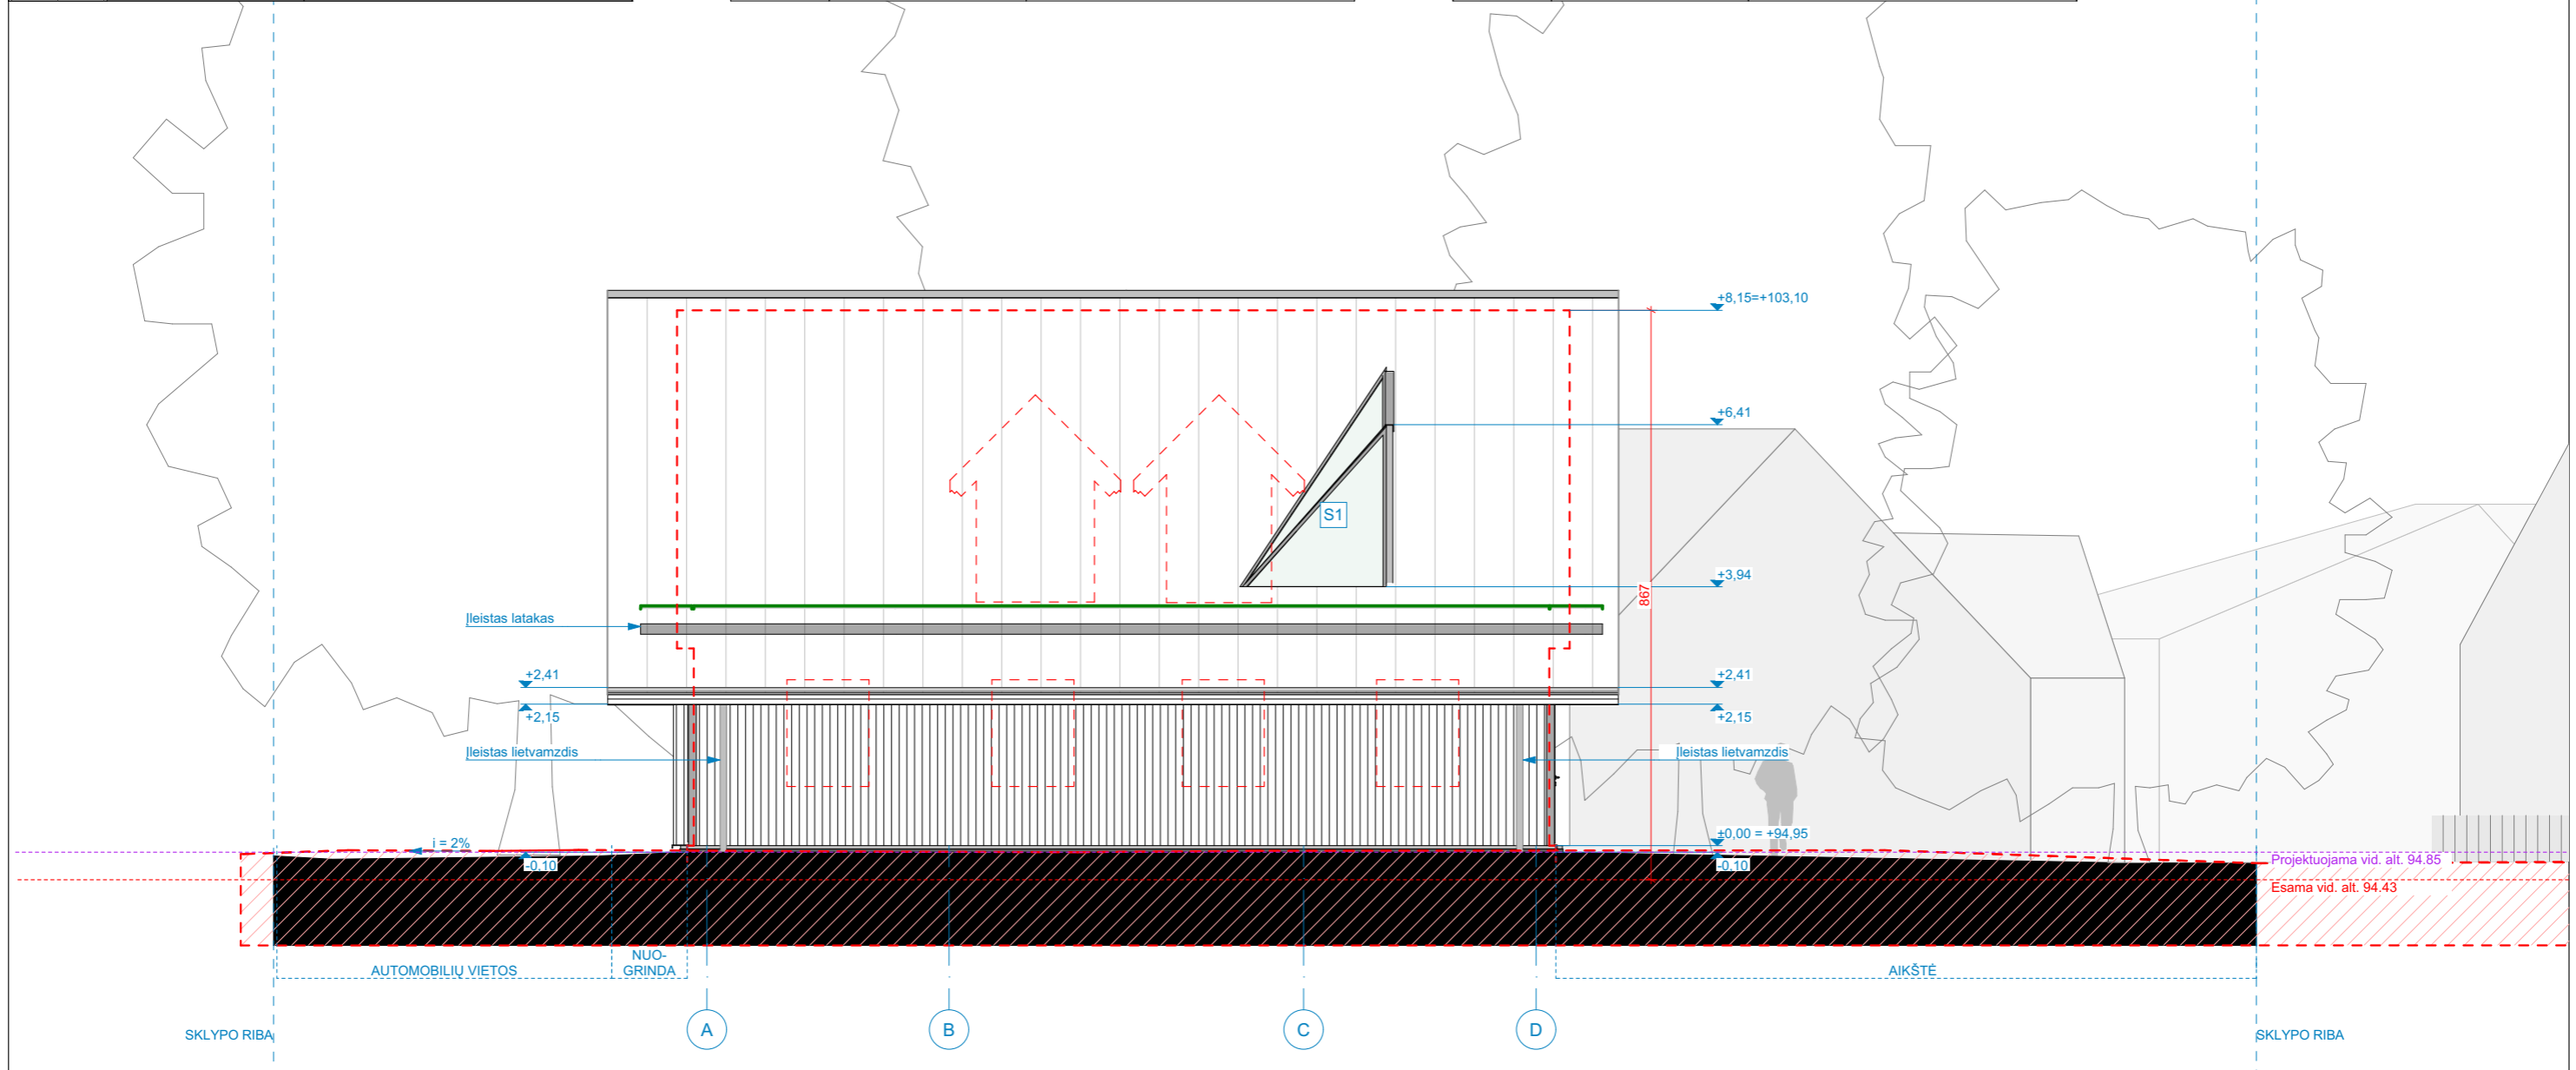 +8,15=+103,10
+6,41
S1
+3,94
867
Įleistas latakas
+2,41
+2,41
+2,15
+2,15
Įleistas lietvamzdis
Įleistas lietvamzdis
i = 2%
±0,00 = +94,95
-0,10
-0,10
Projektuojama vid. alt. 94.85
Esama vid. alt. 94.43
AUTOMOBILIŲ VIETOS
NUO-
GRINDA
AIKŠTĖ
A
B
C
D
SKLYPO RIBA
SKLYPO RIBA